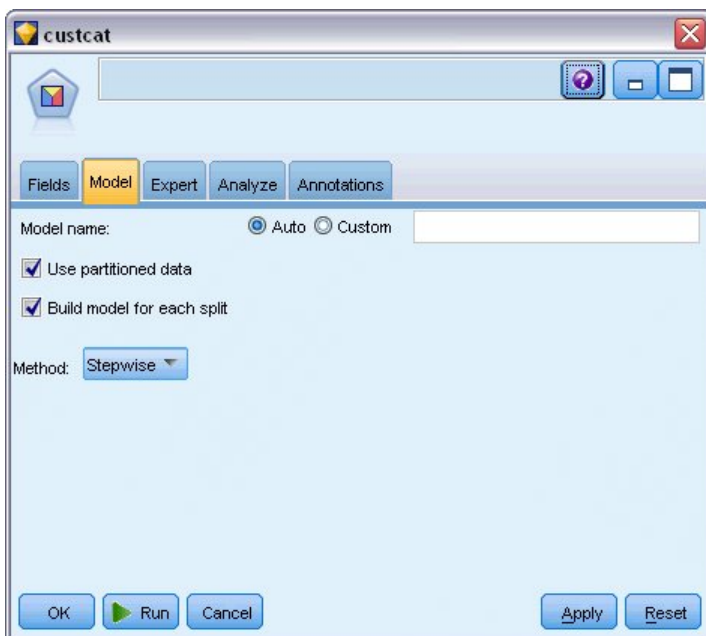 custcat
?
Fields Model Expert Analyze Annotations
Model name: Auto Custom
Use partitioned data
Build model for each split
Method: Stepwise
OK Run Cancel Apply Reset